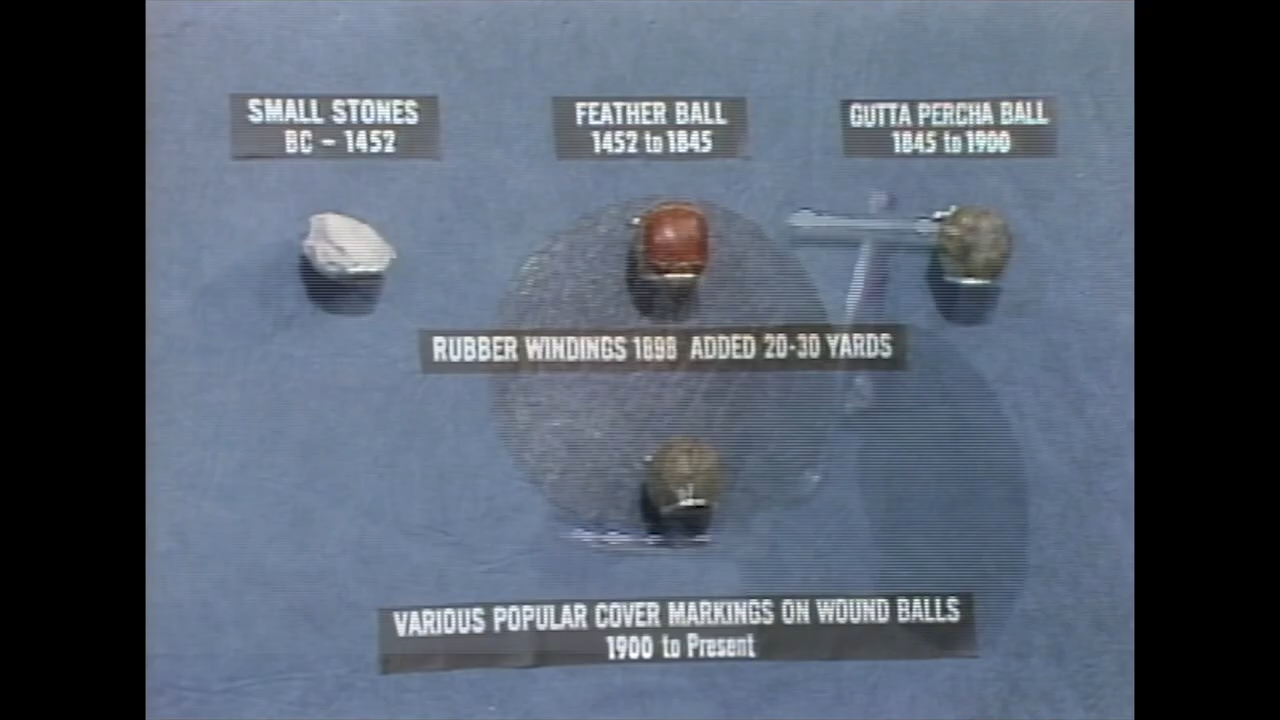 SMALL STONES
BC – 1452
FEATHER BALL
1452 to 1845
GUTTA PERCHA BALL
1845 to 1900
RUBBER WINDINGS 1898 ADDED 20-30 YARDS
VARIOUS POPULAR COVER MARKINGS ON WOUND BALLS
1900 to Present